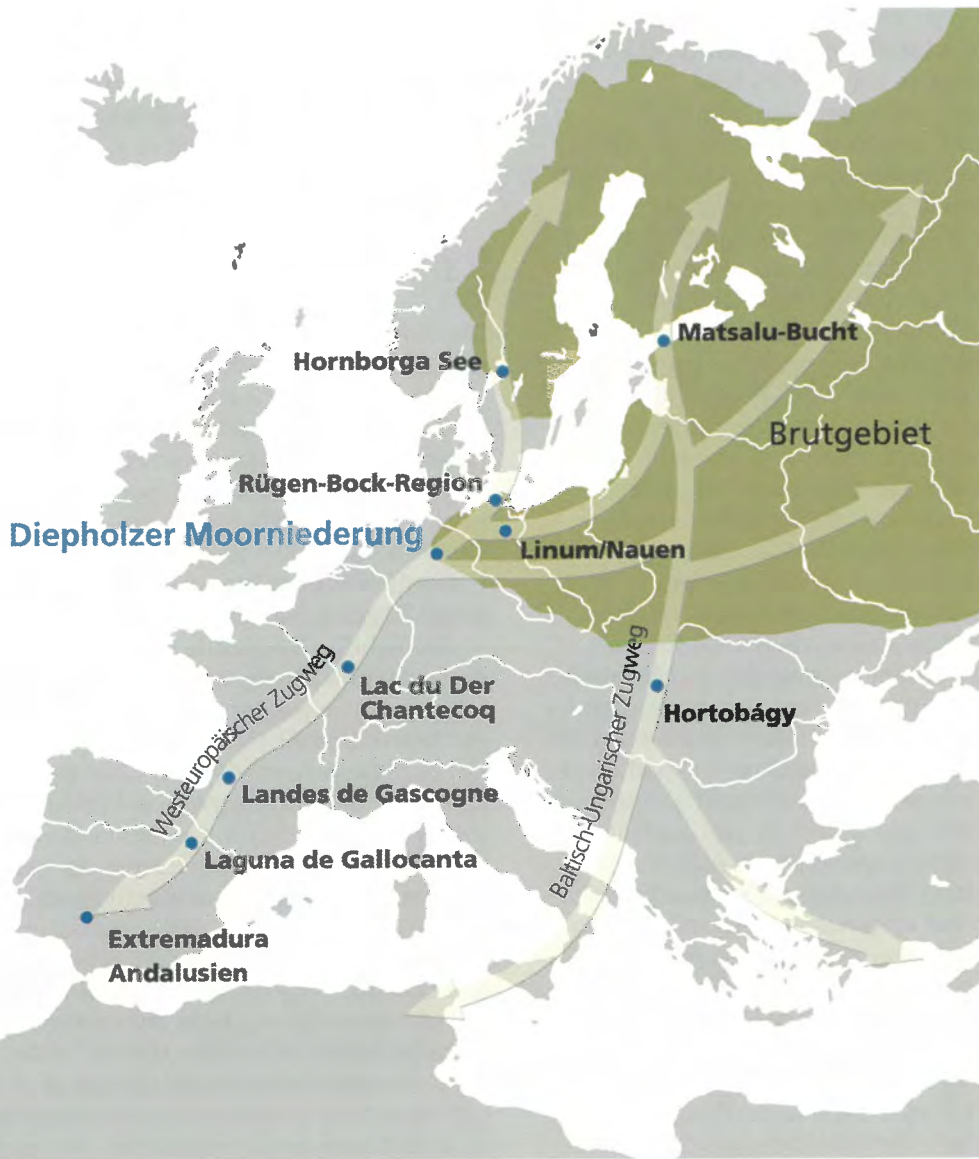 Matsalu-Bucht
Hornborga See
Brutgebiet
Rügen-Bock-Region
Diepholzer Moorniederung
Linum/Nauen
Westeuropäischer Zugweg
Lac du Der
Chantecoq
Baltisch-Ungarischer Zugweg
Hortobágy
Landes de Gascogne
Laguna de Gallocanta
Extremadura
Andalusien